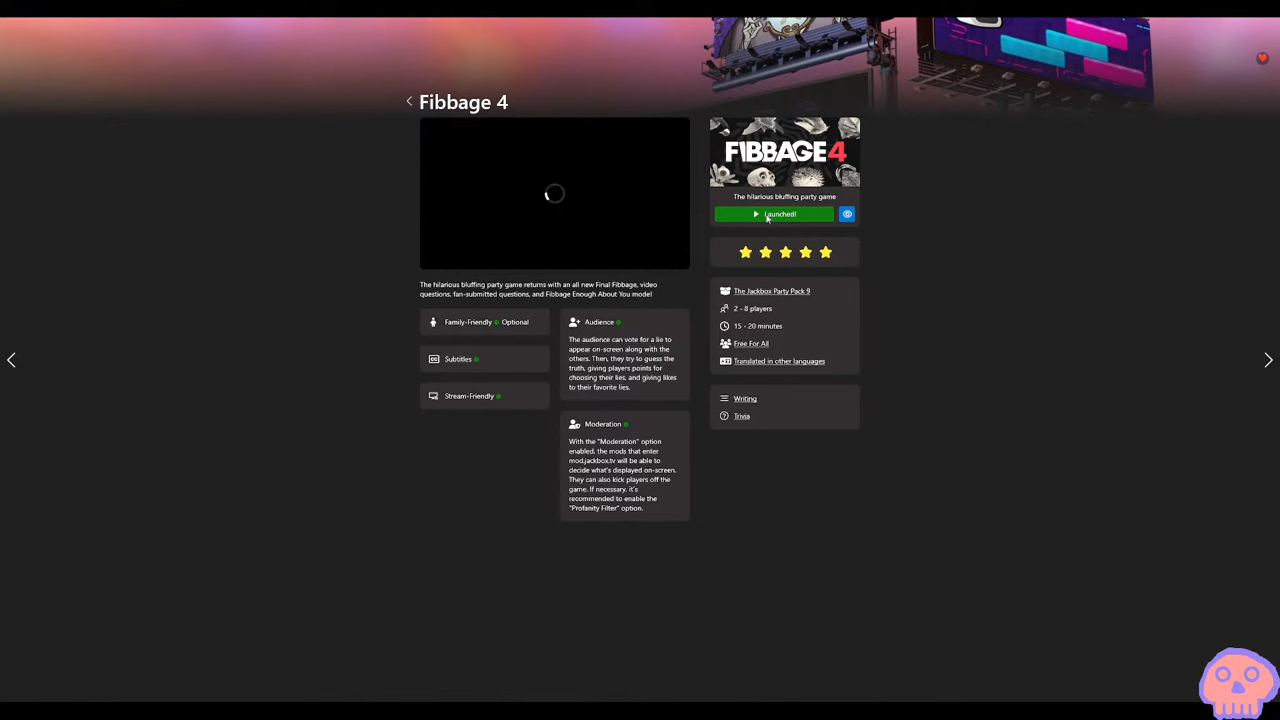 Fibbage 4
FIBBAGE 4
The hilarious bluffing party game
Launched!
The hilarious bluffing party game returns with an all new Final Fibbage, video
questions, fan-submitted questions, and Fibbage Enough About You mode!
Family-Friendly Optional
Subtitles
Stream-Friendly
Audience
The audience can vote for a lie to
appear on-screen along with the
others. Then, they try to guess the
truth, giving players points for
choosing their lies, and giving likes
to their favorite lies.
Moderation
With the "Moderation" option
enabled, the mods that enter
mod.jackbox.tv will be able to
decide what's displayed on-screen.
They can also kick players off the
game. If necessary, it's
recommended to enable the
"Profanity Filter" option.
The Jackbox Party Pack 9
2 - 8 players
15 - 20 minutes
Free For All
Translated in other languages
Writing
Trivia